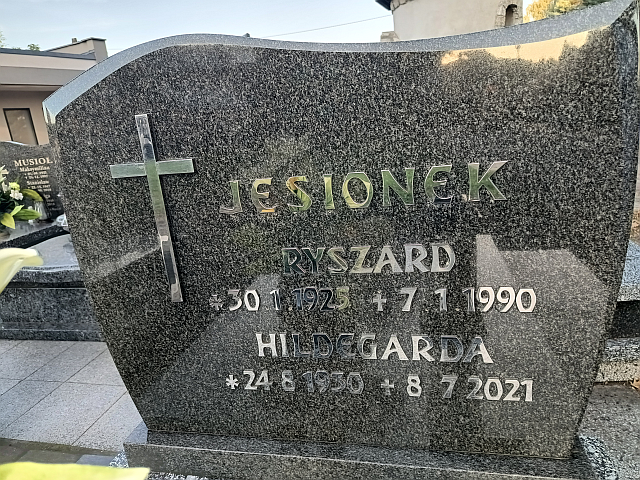 JESIONEK
RYSZARD
*30 1.1925 +7.1.1990
HILDEGARDA
*24 8 1930 +8 7 2021
MUSIOL